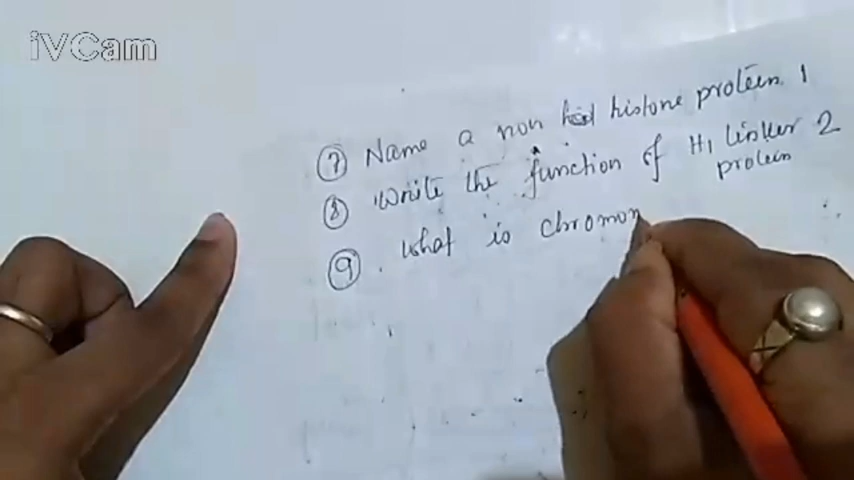 iVCam
7 Name a non histone protein 1
8 Write the function of H1 linker protein 2
9. What is chromon